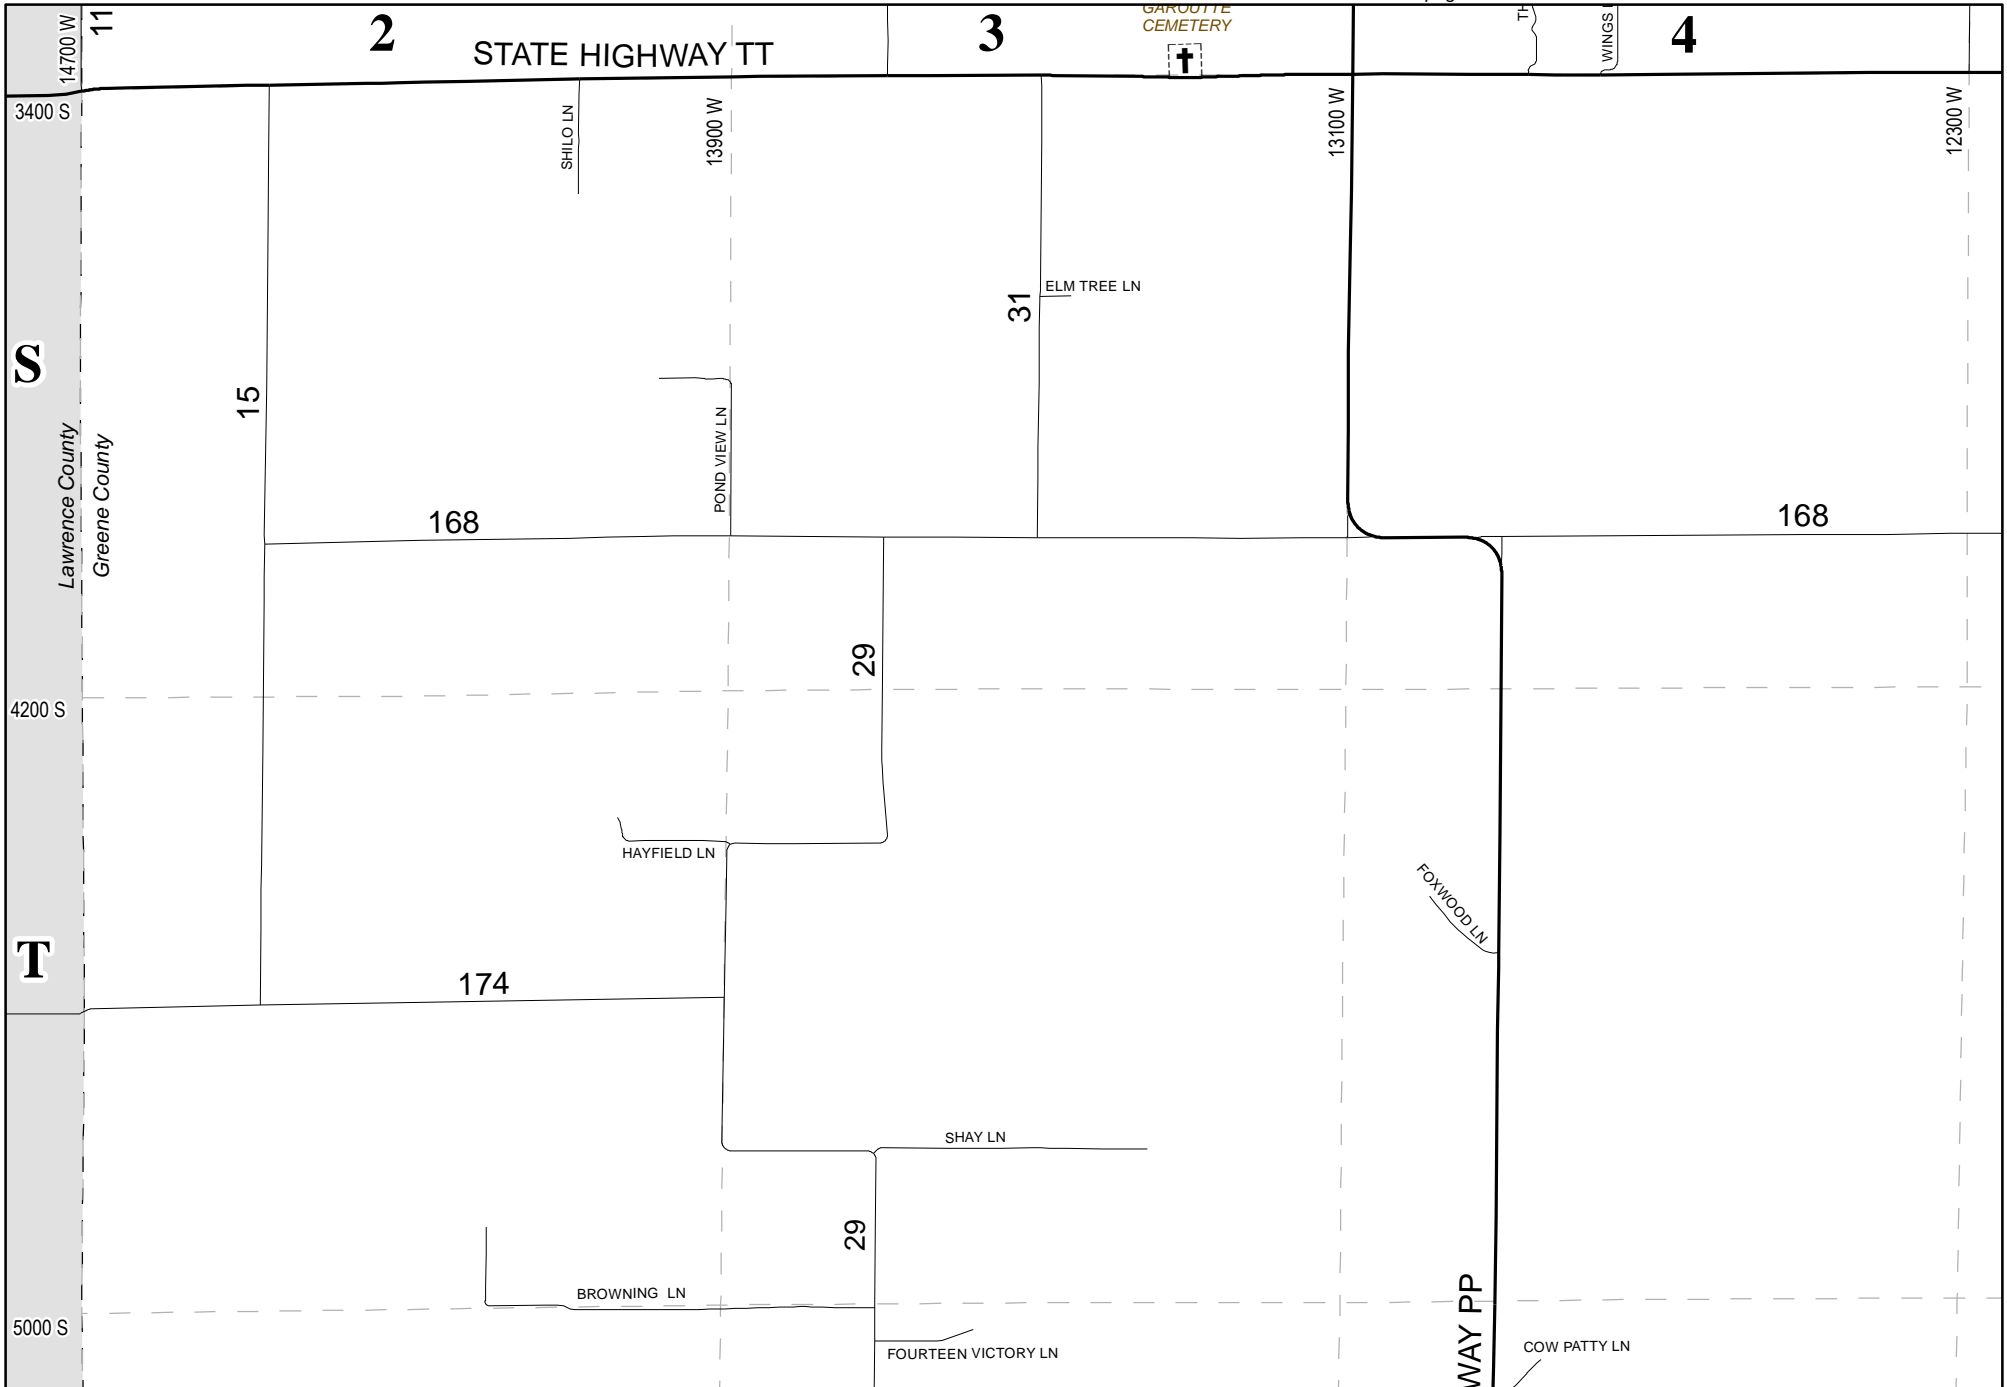 GAROUTTE
CEMETERY
14700 W
11
2
STATE HIGHWAY TT
3
WINGS
4
3400 S
SHILO LN
13900 W
13100 W
12300 W
ELM TREE LN
31
S
15
POND VIEW LN
Lawrence County
Greene County
168
168
29
4200 S
HAYFIELD LN
FOXWOOD LN
T
174
SHAY LN
29
BROWNING LN
5000 S
FOURTEEN VICTORY LN
WAY PP
COW PATTY LN